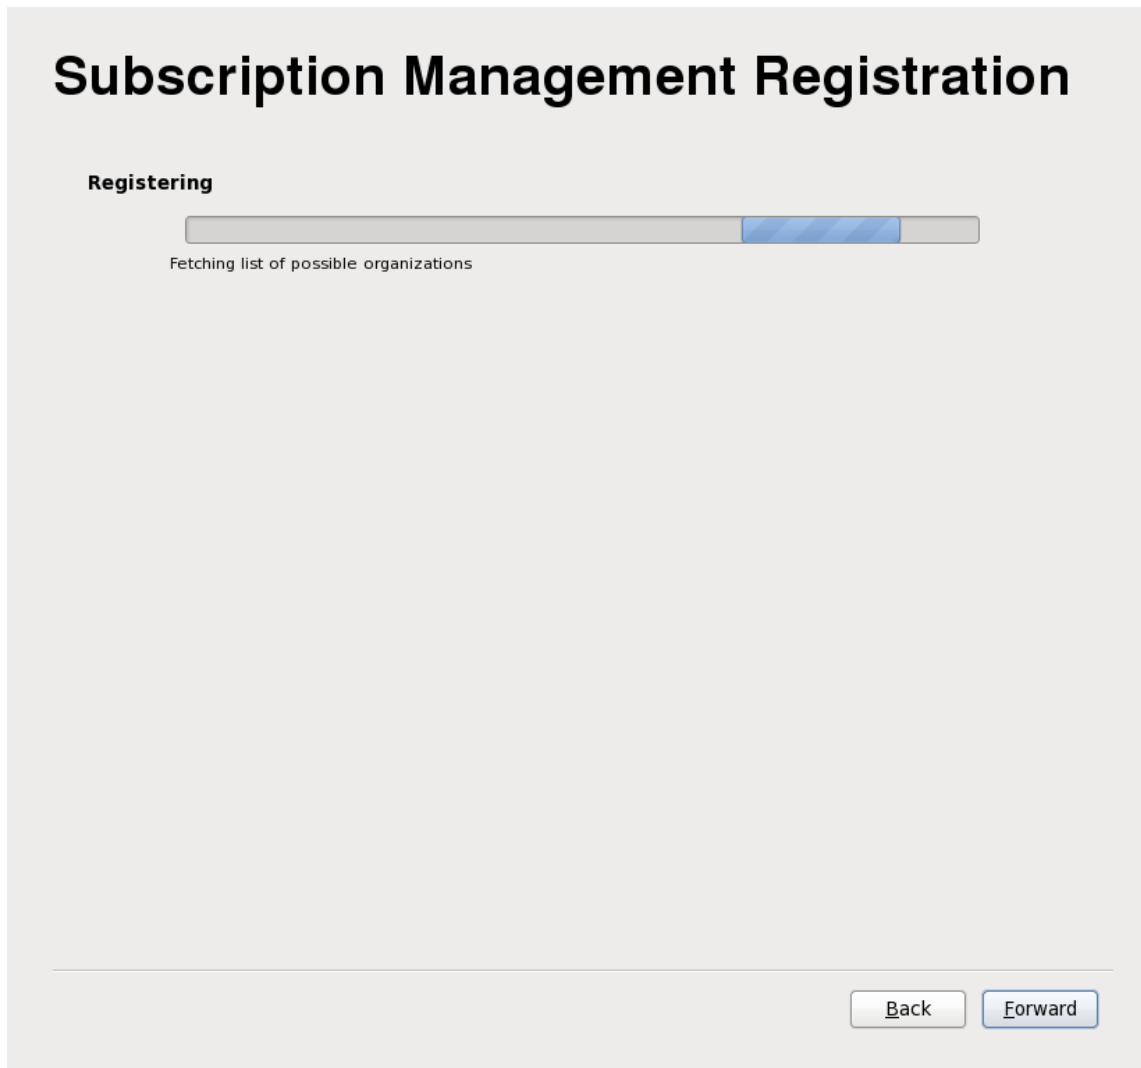 Subscription Management Registration
Registering
Fetching list of possible organizations
Back
Forward